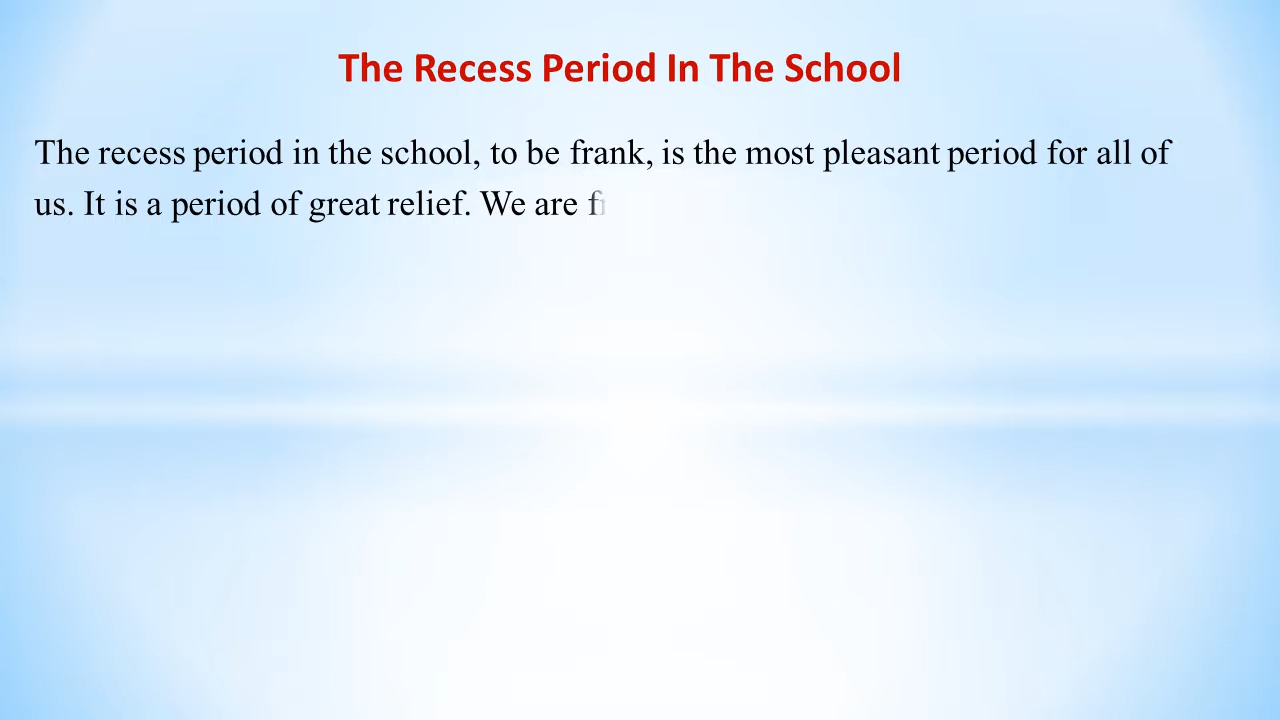 The Recess Period In The School
The recess period in the school, to be frank, is the most pleasant period for all of
us. It is a period of great relief. We are